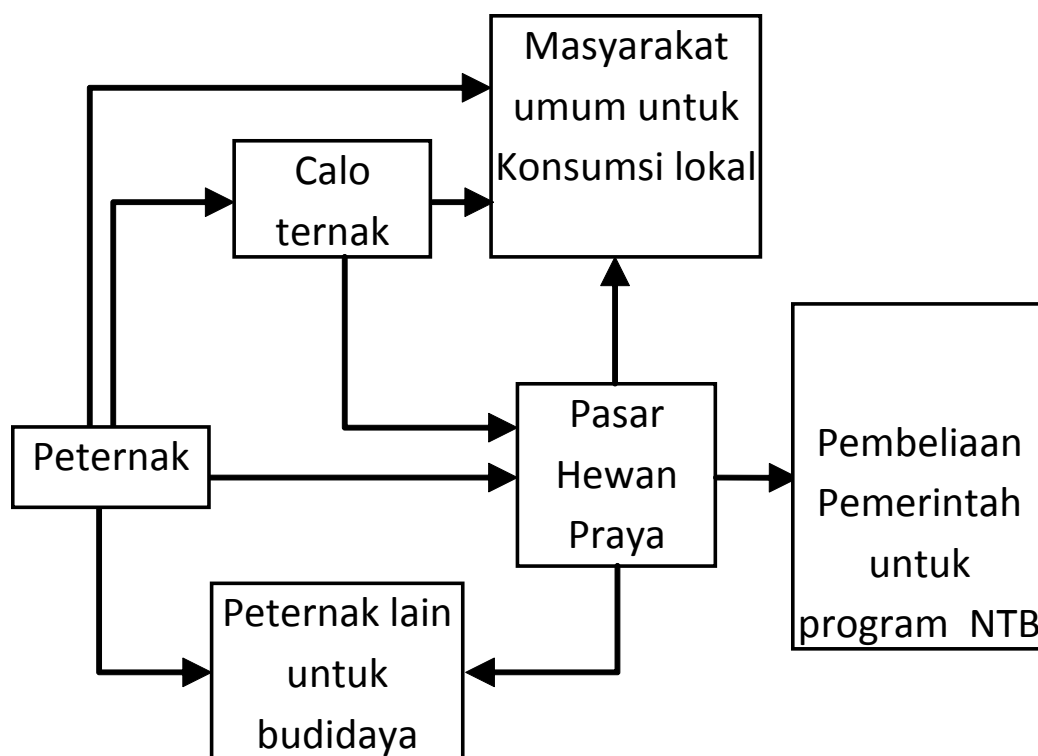 Masyarakat
umum untuk
Konsumsi lokal
Calo
ternak
Peternak
Pasar
Hewan
Praya
Pembeliaan
Pemerintah
untuk
program  NTB
Peternak lain
untuk
budidaya